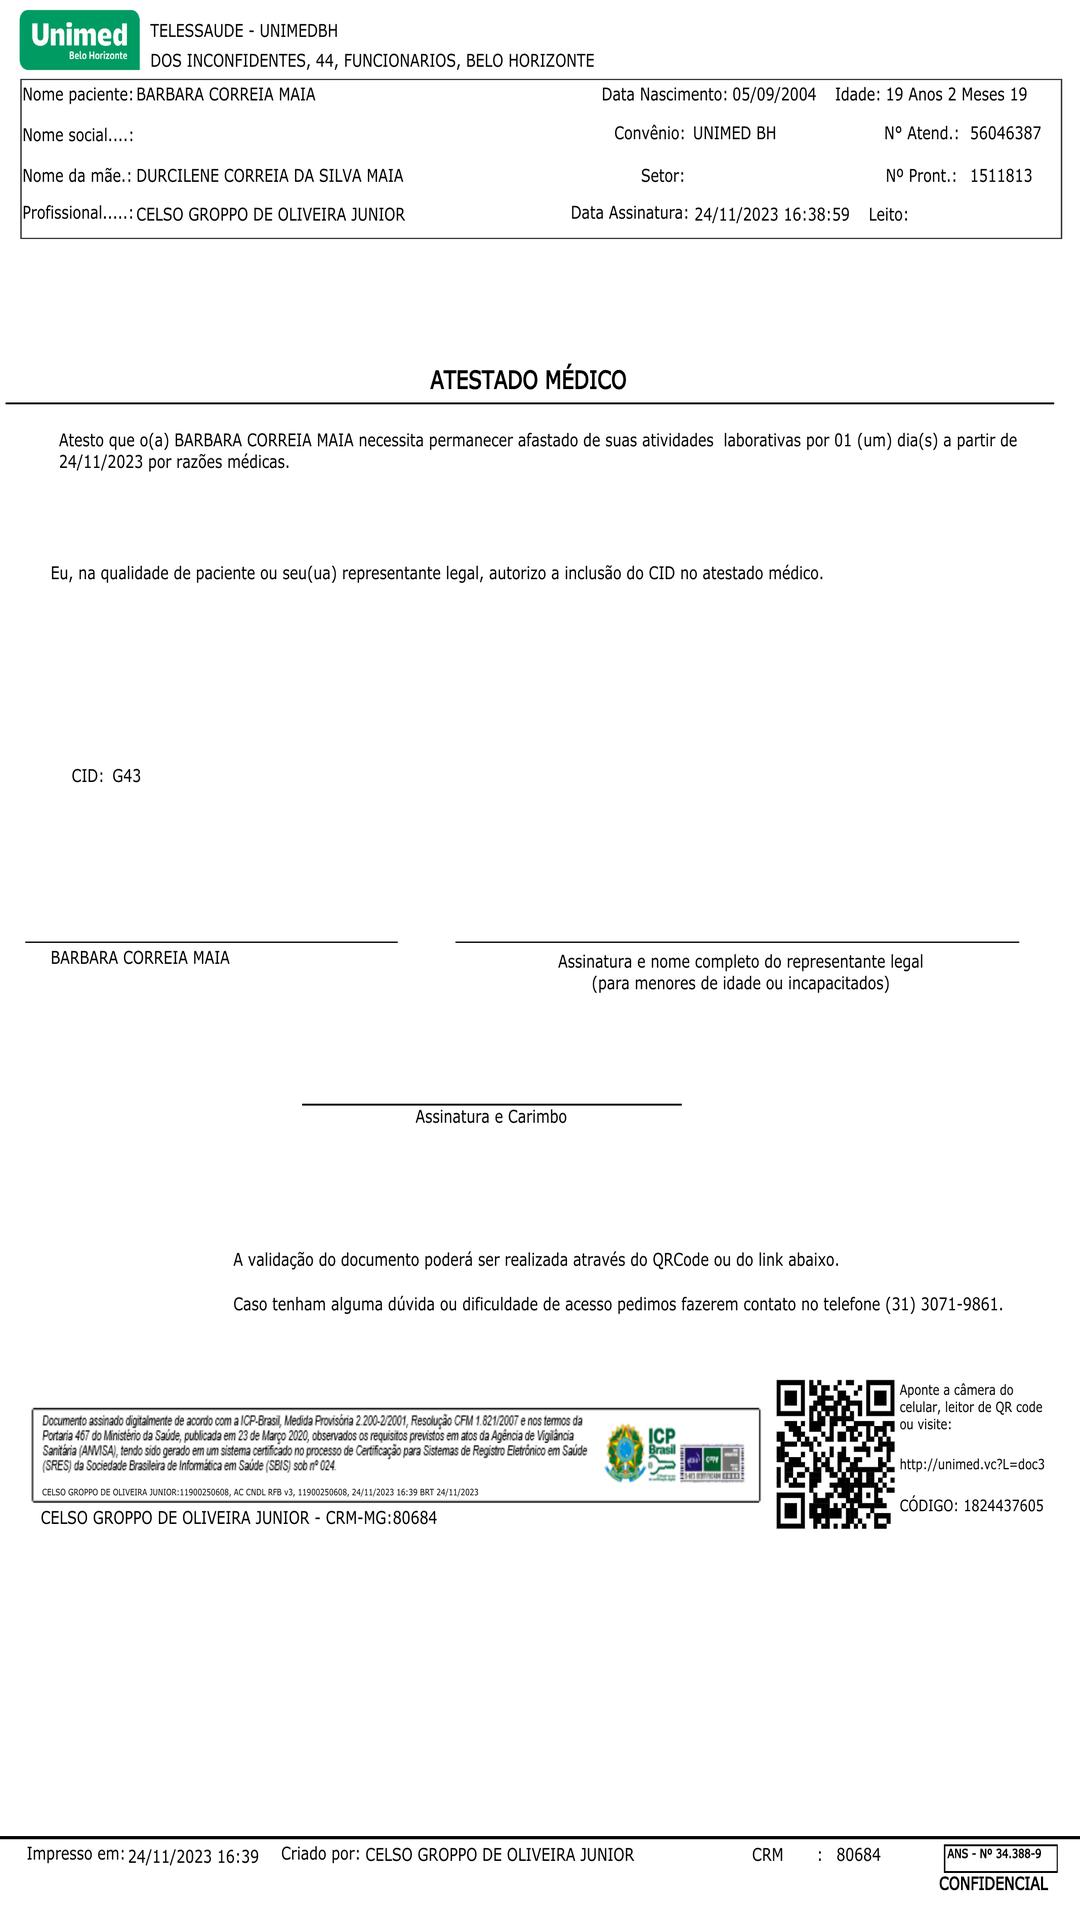 Unimed
Belo Horizonte
TELESSAUDE - UNIMEDBH
DOS INCONFIDENTES, 44, FUNCIONARIOS, BELO HORIZONTE
Nome paciente: BARBARA CORREIA MAIA Data Nascimento: 05/09/2004 Idade: 19 Anos 2 Meses 19
Nome social....: Convênio: UNIMED BH Nº Atend.: 56046387
Nome da mãe.: DURCILENE CORREIA DA SILVA MAIA Setor: Nº Pront.: 1511813
Profissional.....: CELSO GROPPO DE OLIVEIRA JUNIOR Data Assinatura: 24/11/2023 16:38:59 Leito:
ATESTADO MÉDICO
Atesto que o(a) BARBARA CORREIA MAIA necessita permanecer afastado de suas atividades laborativas por 01 (um) dia(s) a partir de
24/11/2023 por razões médicas.
Eu, na qualidade de paciente ou seu(ua) representante legal, autorizo a inclusão do CID no atestado médico.
CID: G43
BARBARA CORREIA MAIA
Assinatura e nome completo do representante legal
(para menores de idade ou incapacitados)
Assinatura e Carimbo
A validação do documento poderá ser realizada através do QRCode ou do link abaixo.
Caso tenham alguma dúvida ou dificuldade de acesso pedimos fazerem contato no telefone (31) 3071-9861.
Documento assinado digitalmente de acordo com a ICP-Brasil, Medida Provisória 2.200-2/2001, Resolução CFM 1.821/2007 e nos termos da
Portaria 467 do Ministério da Saúde, publicada em 23 de Março 2020, observados os requisitos previstos em atos da Agência de Vigilância
Sanitária (ANVISA), tendo sido gerado em um sistema certificado no processo de Certificação para Sistemas de Registro Eletrônico em Saúde
(SRES) da Sociedade Brasileira de Informática em Saúde (SBIS) sob nº 024.
CELSO GROPPO DE OLIVEIRA JUNIOR:11900250608, AC CNDL RFB v3, 11900250608, 24/11/2023 16:39 BRT 24/11/2023
ICP
Brasil
CELSO GROPPO DE OLIVEIRA JUNIOR - CRM-MG:80684
Aponte a câmera do
celular, leitor de QR code
ou visite:
http://unimed.vc?L=doc3
CÓDIGO: 1824437605
Impresso em: 24/11/2023 16:39 Criado por: CELSO GROPPO DE OLIVEIRA JUNIOR CRM : 80684
ANS - Nº 34.388-9
CONFIDENCIAL